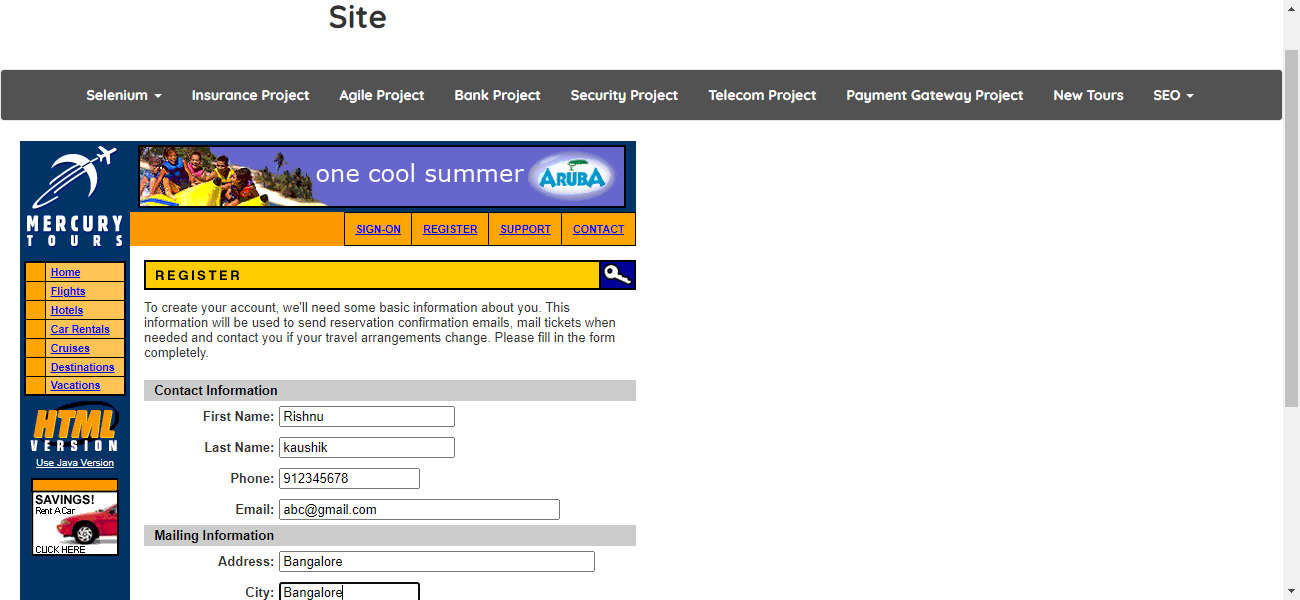 Site
Selenium Insurance Project Agile Project Bank Project Security Project Telecom Project Payment Gateway Project New Tours SEO
MERCURY
TOURS
one cool summer ARUBA
SIGN-ON REGISTER SUPPORT CONTACT
Home
Flights
Hotels
Car Rentals
Cruises
Destinations
Vacations
HTML
VERSION
Use Java Version
SAVINGS!
Rent A Car
CLICK HERE
REGISTER
To create your account, we'll need some basic information about you. This
information will be used to send reservation confirmation emails, mail tickets when
needed and contact you if your travel arrangements change. Please fill in the form
completely.
Contact Information
First Name: Rishnu
Last Name: kaushik
Phone: 912345678
Email: abc@gmail.com
Mailing Information
Address: Bangalore
City: Bangalore